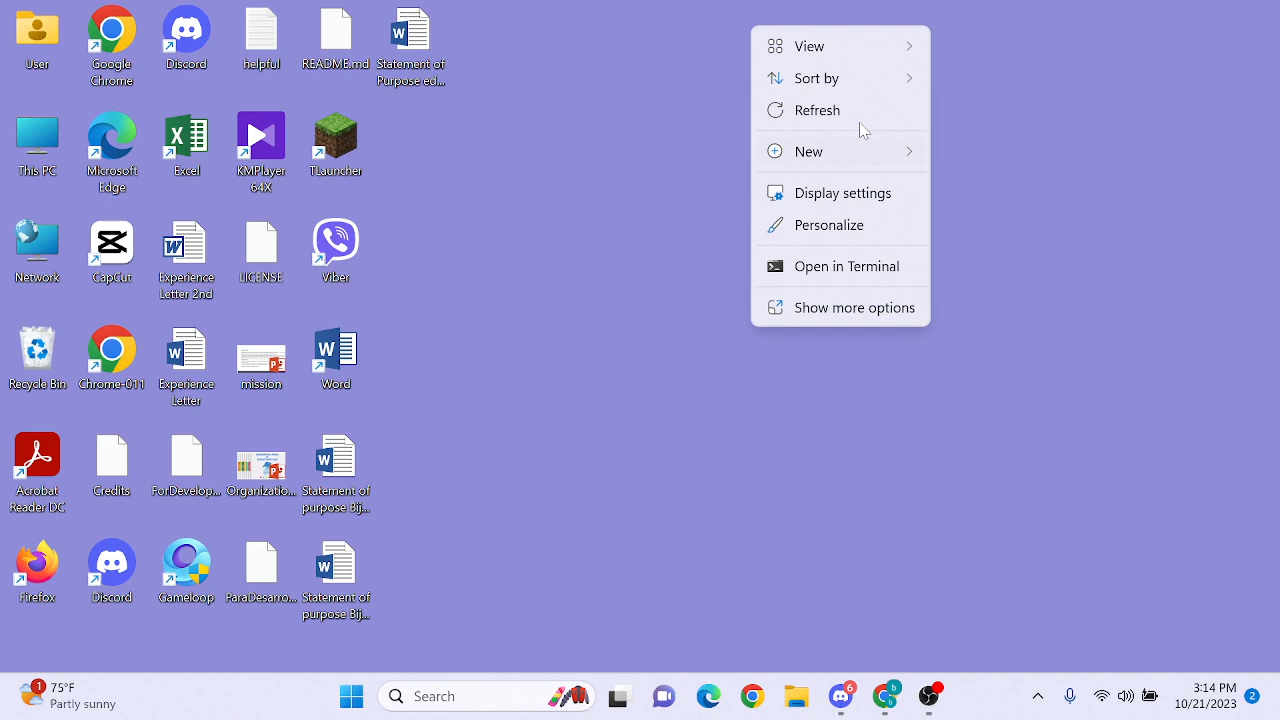 User
Google
Chrome
Discord
helpful
README.md
Statement of
Purpose ed...
This PC
Microsoft
Edge
Excel
KMPlayer
64X
TLauncher
Network
CapCut
Experience
Letter 2nd
LICENSE
Viber
Recycle Bin
Chrome-011
Experience
Letter
mission
Word
Acrobat
Reader DC
Credits
ForDevelop...
Organizatio...
Statement of
purpose Bij...
Firefox
Discord
Gameloop
ParaDesarro...
Statement of
purpose Bij...
View
Sort by
Refresh
New
Display settings
Personalize
Open in Terminal
Show more options
1
75°F
Partly sunny
Search
6
b
b
3:14 PM
10/21/2023
2